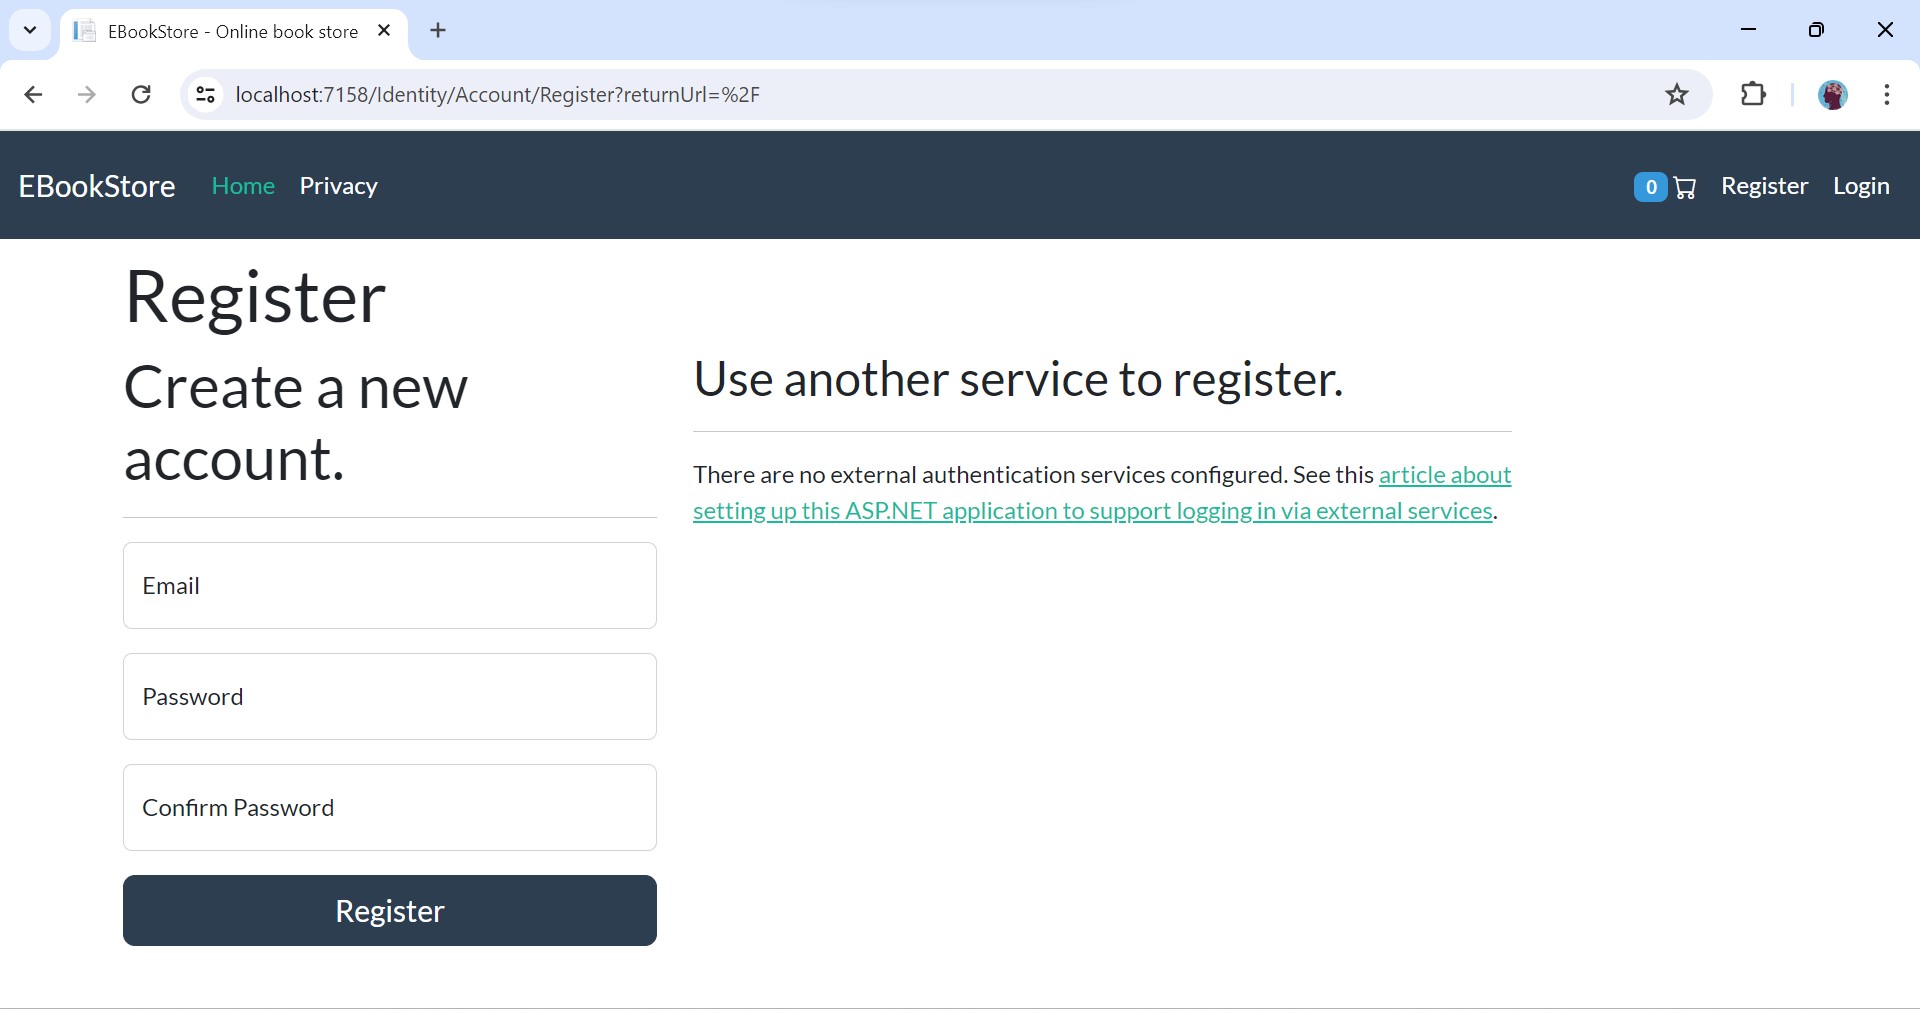 EBookStore - Online book store
localhost:7158/Identity/Account/Register?returnUrl=%2F
EBookStore Home Privacy 0 Register Login
Register
Create a new
account.
Email
Password
Confirm Password
Register
Use another service to register.
There are no external authentication services configured. See this article about
setting up this ASP.NET application to support logging in via external services.